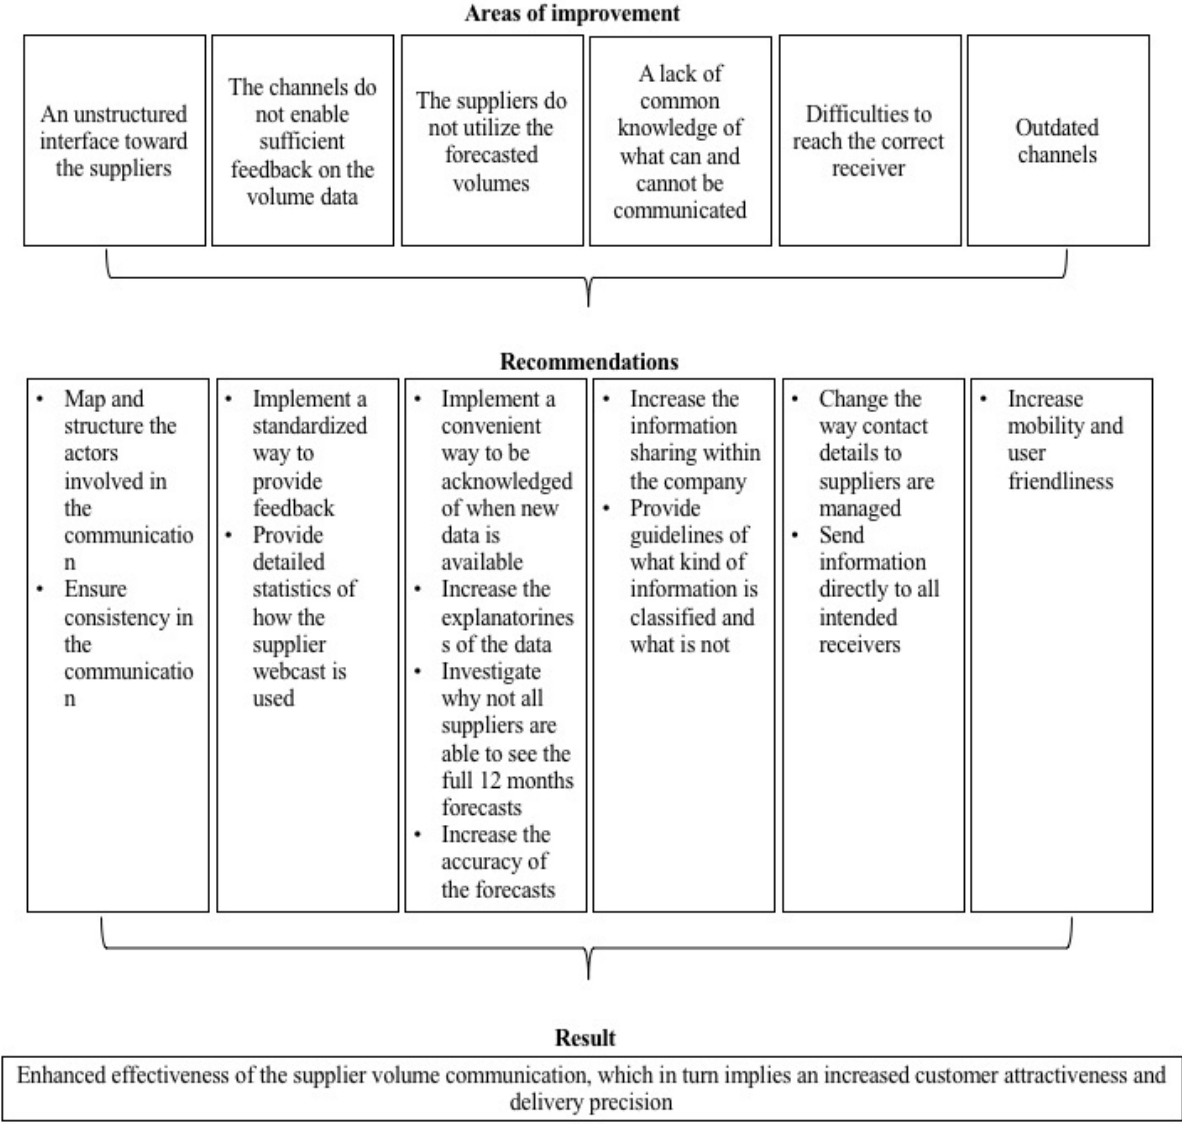 Areas of improvement
An unstructured
interface toward
the suppliers
The channels do
not enable
sufficient
feedback on the
volume data
The suppliers do
not utilize the
forecasted
volumes
A lack of
common
knowledge of
what can and
cannot be
communicated
Difficulties to
reach the correct
receiver
Outdated
channels
Recommendations
• Map and
structure the
actors
involved in
the
communicatio
n
• Ensure
consistency in
the
communicatio
n
• Implement a
standardized
way to
provide
feedback
• Provide
detailed
statistics of
how the
supplier
webcast is
used
• Implement a
convenient
way to be
acknowledged
of when new
data is
available
• Increase the
explanatorines
s of the data
• Investigate
why not all
suppliers are
able to see the
full 12 months
forecasts
• Increase the
accuracy of
the forecasts
• Increase the
information
sharing within
the company
• Provide
guidelines of
what kind of
information is
classified and
what is not
• Change the
way contact
details to
suppliers are
managed
• Send
information
directly to all
intended
receivers
• Increase
mobility and
user
friendliness
Result
Enhanced effectiveness of the supplier volume communication, which in turn implies an increased customer attractiveness and
delivery precision